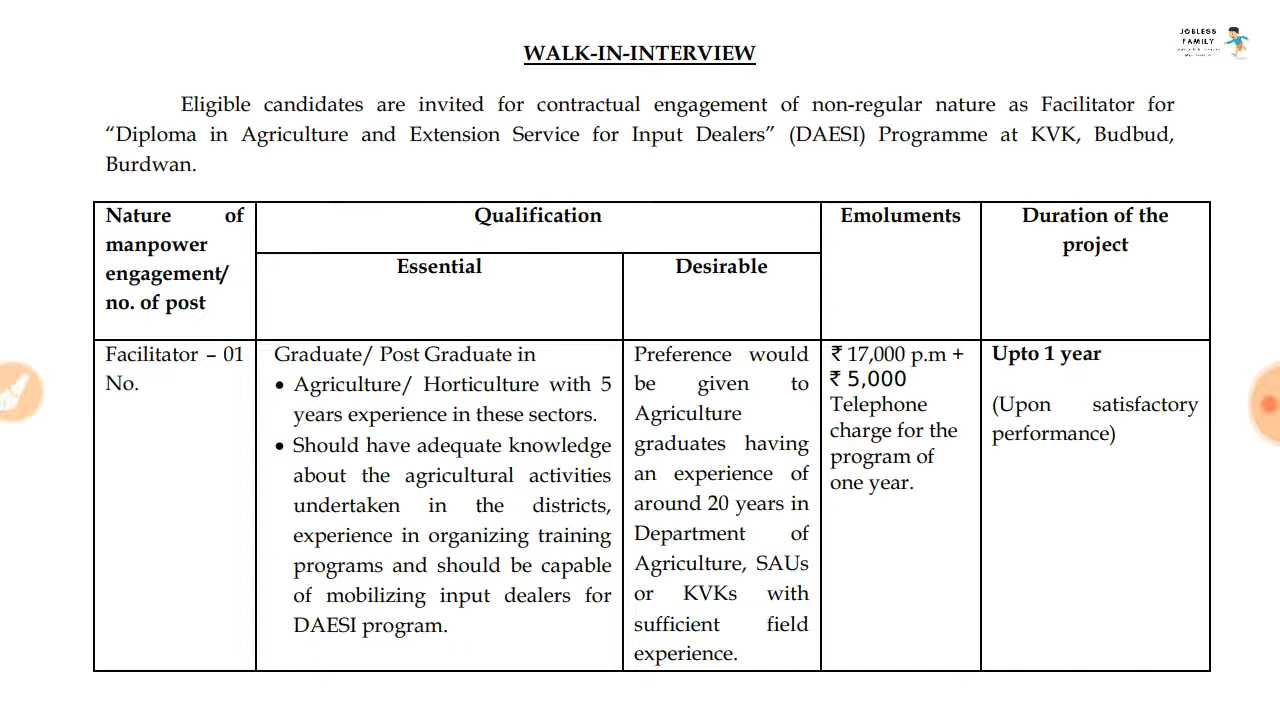 JOBLESS
FAMILY
WALK-IN-INTERVIEW
Eligible candidates are invited for contractual engagement of non-regular nature as Facilitator for
“Diploma in Agriculture and Extension Service for Input Dealers” (DAESI) Programme at KVK, Budbud,
Burdwan.
Nature of
manpower
engagement/
no. of post
Qualification
Essential
Desirable
Emoluments
Duration of the
project
Facilitator – 01
No.
Graduate/ Post Graduate in
• Agriculture/ Horticulture with 5
years experience in these sectors.
• Should have adequate knowledge
about the agricultural activities
undertaken in the districts,
experience in organizing training
programs and should be capable
of mobilizing input dealers for
DAESI program.
Preference would
be given to
Agriculture
graduates having
an experience of
around 20 years in
Department of
Agriculture, SAUs
or KVKs with
sufficient field
experience.
₹ 17,000 p.m +
₹ 5,000
Telephone
charge for the
program of
one year.
Upto 1 year
(Upon satisfactory
performance)